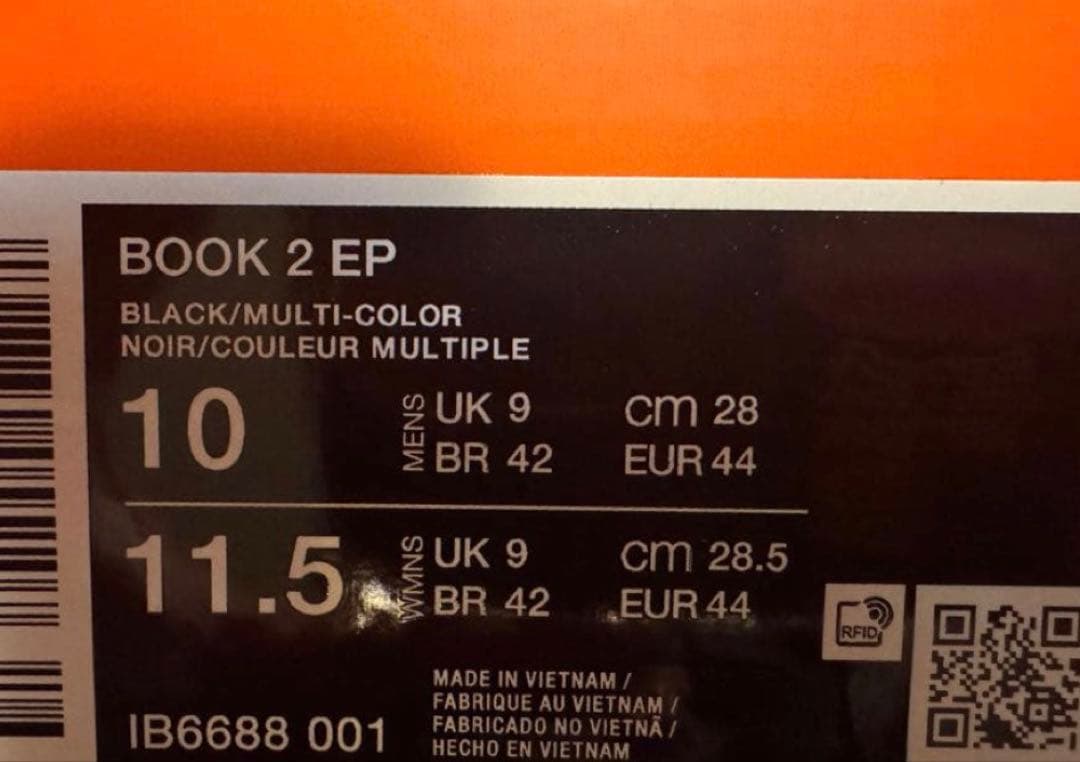 BOOK 2 EP
BLACK/MULTI-COLOR
NOIR/COULEUR MULTIPLE
10 MENS UK 9 cm 28
BR 42 EUR 44
11.5 WMNS UK 9 cm 28.5
BR 42 EUR 44
RFID
IB6688 001
MADE IN VIETNAM /
FABRIQUE AU VIETNAM /
FABRICADO NO VIETNÃ /
HECHO EN VIETNAM